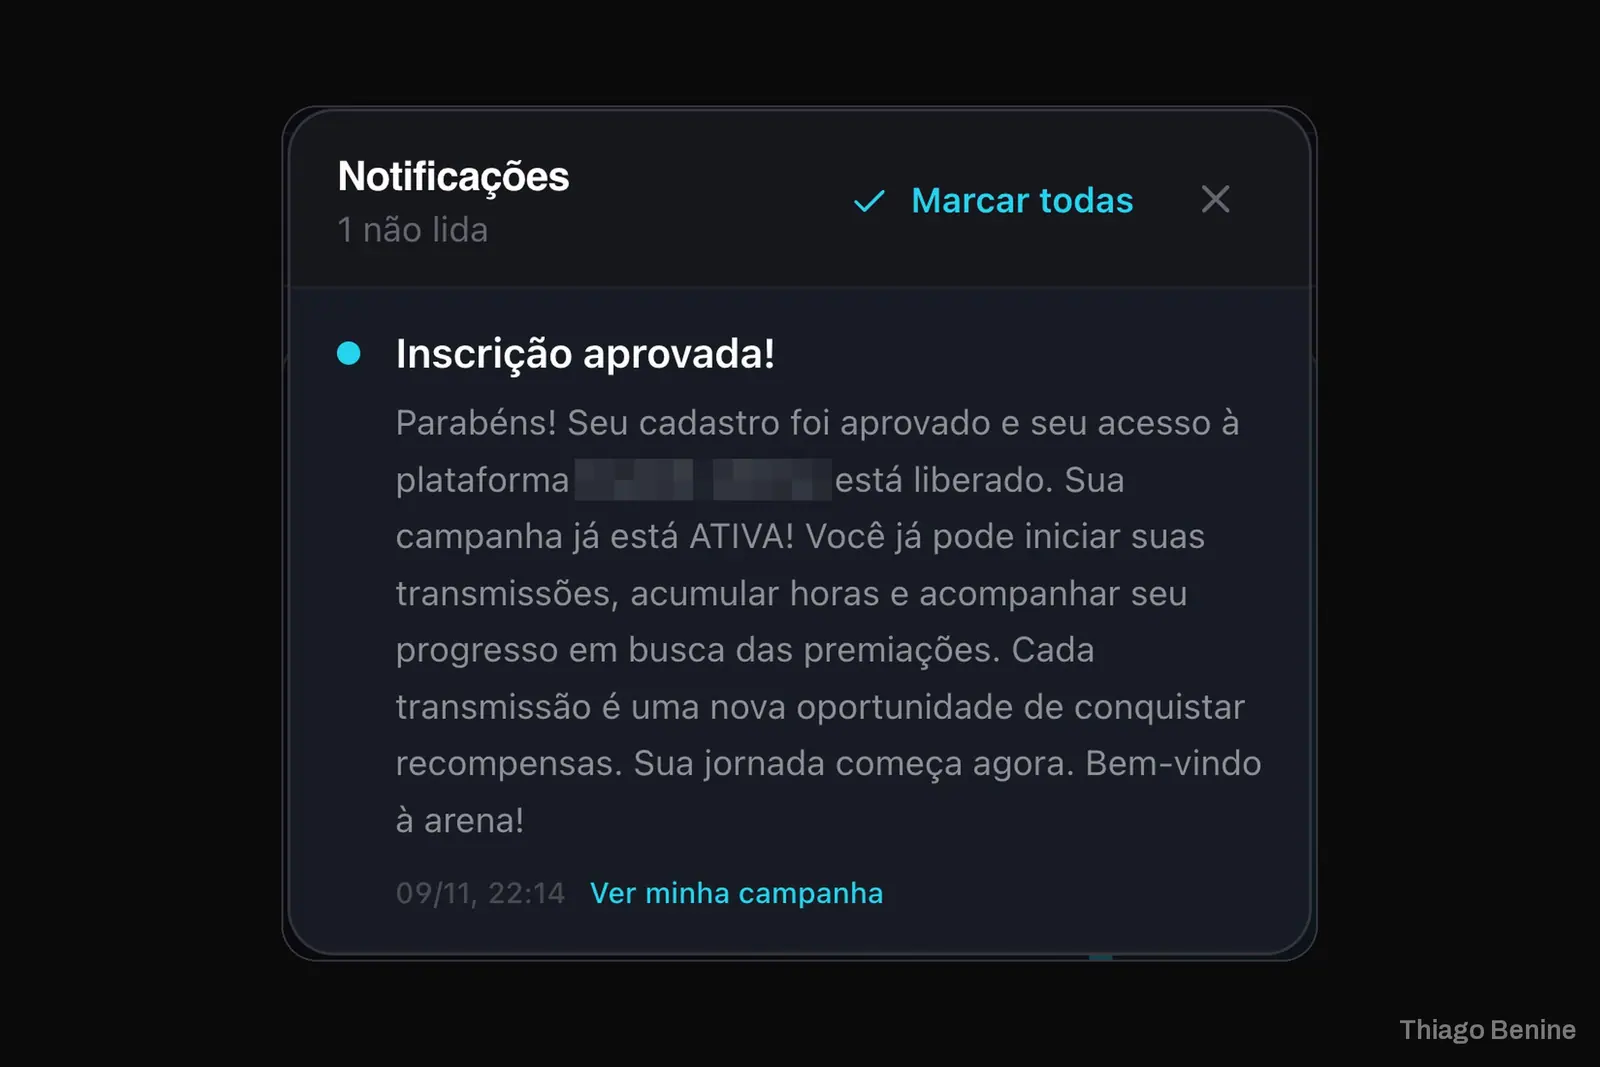 Notificações
1 não lida
Marcar todas
Inscrição aprovada!
Parabéns! Seu cadastro foi aprovado e seu acesso à
plataforma está liberado. Sua
campanha já está ATIVA! Você já pode iniciar suas
transmissões, acumular horas e acompanhar seu
progresso em busca das premiações. Cada
transmissão é uma nova oportunidade de conquistar
recompensas. Sua jornada começa agora. Bem-vindo
à arena!
09/11, 22:14 Ver minha campanha
Thiago Benine